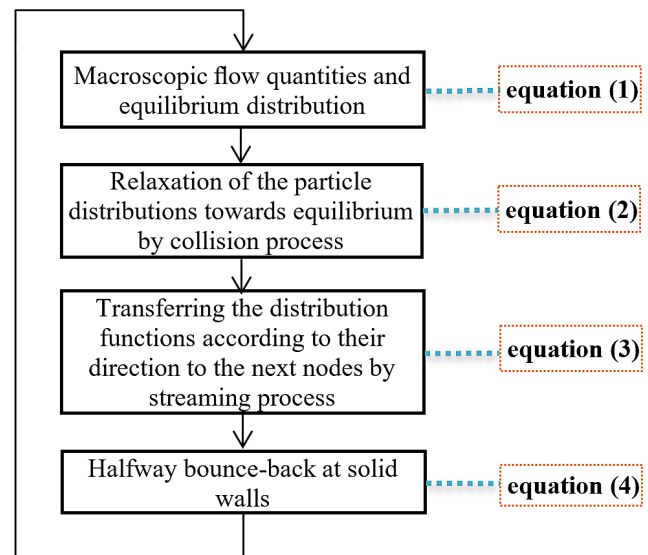 Macroscopic flow quantities and
equilibrium distribution
equation (1)
Relaxation of the particle
distributions towards equilibrium
by collision process
equation (2)
Transferring the distribution
functions according to their
direction to the next nodes by
streaming process
equation (3)
Halfway bounce-back at solid
walls
equation (4)